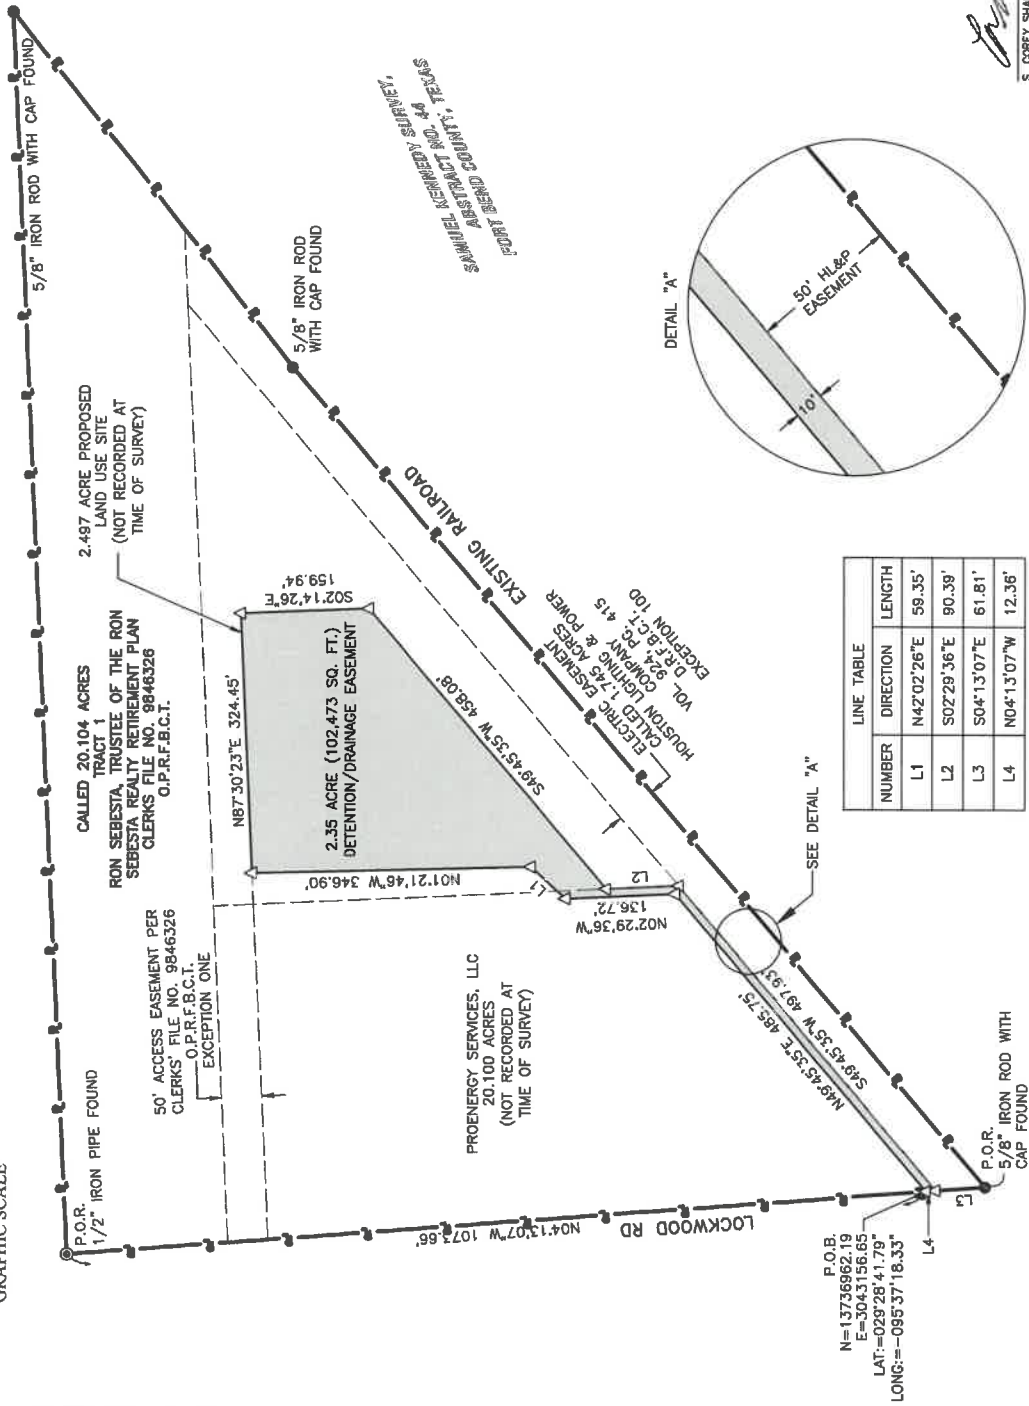 GRAPHIC SCALE
P.O.R.
1/2" IRON PIPE FOUND
5/8" IRON ROD WITH CAP FOUND
CALLED 20.104 ACRES
TRACT 1
RON SEBESTA, TRUSTEE OF THE RON
SEBESTA REALTY RETIREMENT PLAN
CLERKS FILE NO. 9846326
O.P.R.F.B.C.T.
2.497 ACRE PROPOSED
LAND USE SITE
(NOT RECORDED AT
TIME OF SURVEY)
SAMUEL KENNEDY SURVEY,
ABSTRACT NO. 44
FORT BEND COUNTY, TEXAS
50' ACCESS EASEMENT PER
CLERKS' FILE NO. 9846326
O.P.R.F.B.C.T.
EXCEPTION ONE
N87°30'23"E 324.45'
S02°14'26"E
159.94'
2.35 ACRE (102,473 SQ. FT.)
DETENTION/DRAINAGE EASEMENT
N01°21'46"W 346.90'
S49°45'35"W 458.08'
5/8" IRON ROD
WITH CAP FOUND
EXISTING RAILROAD
ELECTRIC EASEMENT
CALLED 1.745 ACRES
HOUSTON LIGHTING & POWER
COMPANY
VOL. 924, PG. 415
D.R.F.B.C.T.
EXCEPTION 10D
L1
L2
N02°29'36"W
136.72'
PROENERGY SERVICES, LLC
20.100 ACRES
(NOT RECORDED AT
TIME OF SURVEY)
N04°13'07"W 1073.66'
LOCKWOOD RD
N49°45'35"E 485.75'
S49°45'35"W 497.93'
SEE DETAIL "A"
P.O.B.
N=13736962.19
E=3043156.65
LAT:=029°28'41.79"
LONG:=-095°37'18.33"
L4
L3
P.O.R.
5/8" IRON ROD WITH
CAP FOUND
DETAIL "A"
50' HL&P
EASEMENT
10'
LINE TABLE
NUMBER DIRECTION LENGTH
L1 N42°02'26"E 59.35'
L2 S02°29'36"E 90.39'
L3 S04°13'07"E 61.81'
L4 N04°13'07"W 12.36'
S. COREY